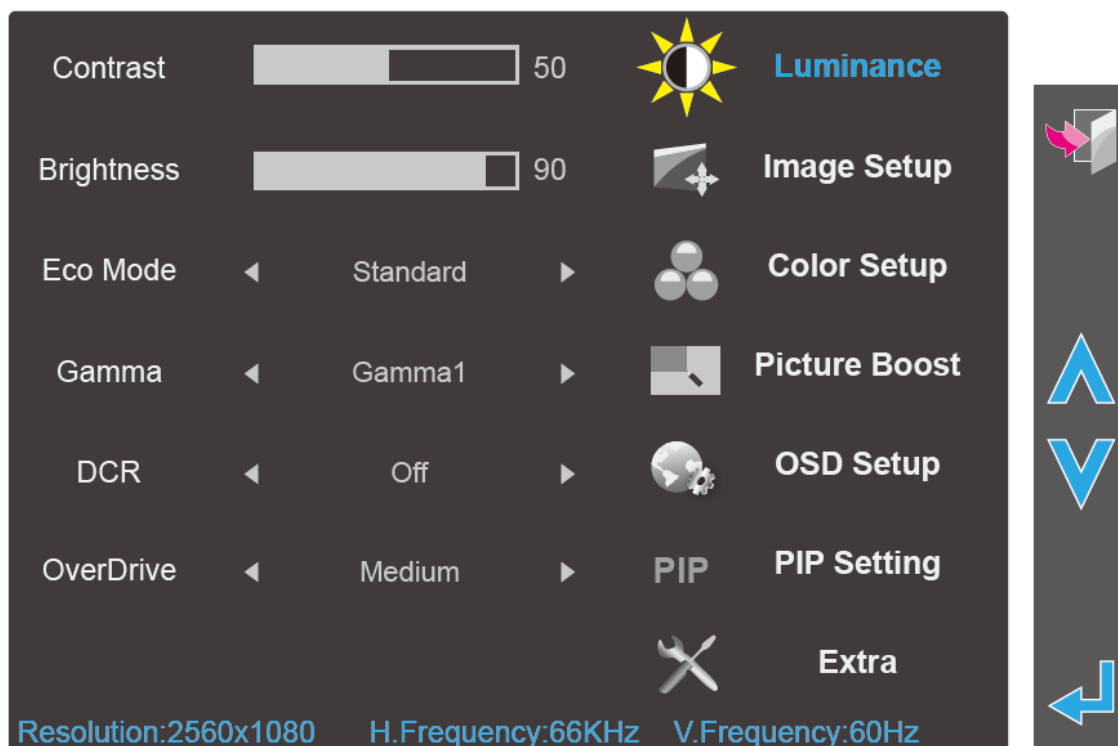 Contrast 50 Luminance
Brightness 90 Image Setup
Eco Mode Standard Color Setup
Gamma Gamma1 Picture Boost
DCR Off OSD Setup
OverDrive Medium PIP PIP Setting
Extra
Resolution:2560x1080 H.Frequency:66KHz V.Frequency:60Hz